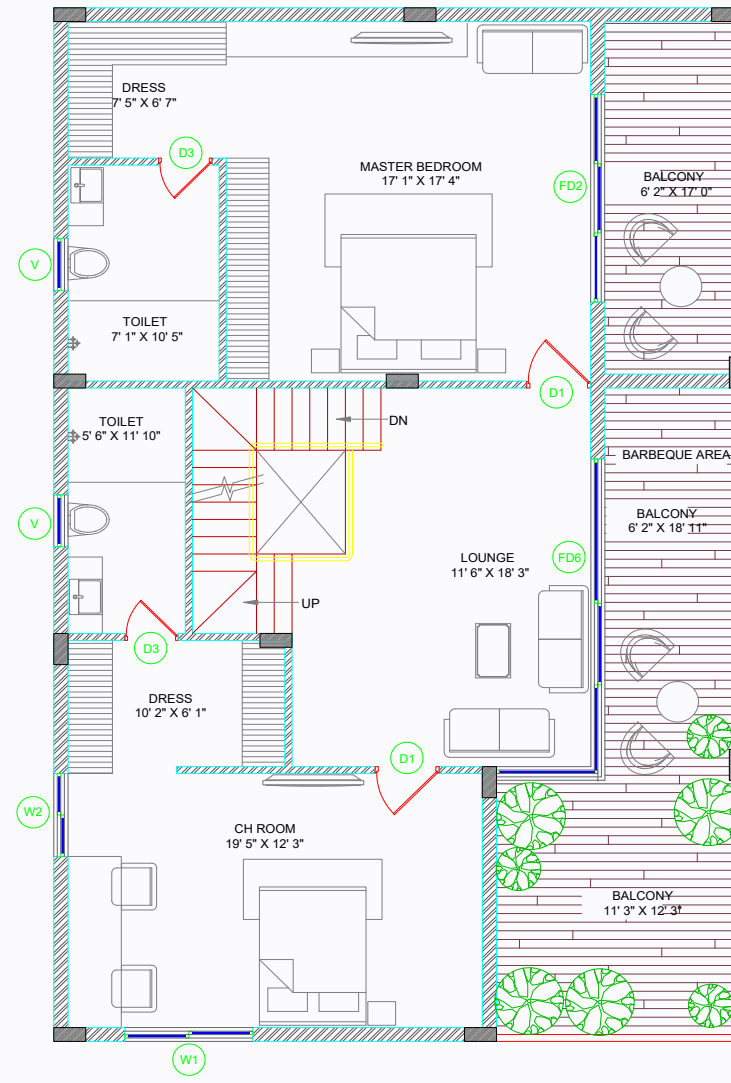 DRESS
7' 5" X 6' 7"
D3
MASTER BEDROOM
17' 1" X 17' 4"
FD2
BALCONY
6' 2" X 17' 0"
V
TOILET
7' 1" X 10' 5"
D1
TOILET
5' 6" X 11' 10"
DN
BARBEQUE AREA
V
BALCONY
6' 2" X 18' 11"
LOUNGE
11' 6" X 18' 3"
FD6
UP
D3
DRESS
10' 2" X 6' 1"
D1
W2
CH ROOM
19' 5" X 12' 3"
BALCONY
11' 3" X 12' 3"
W1